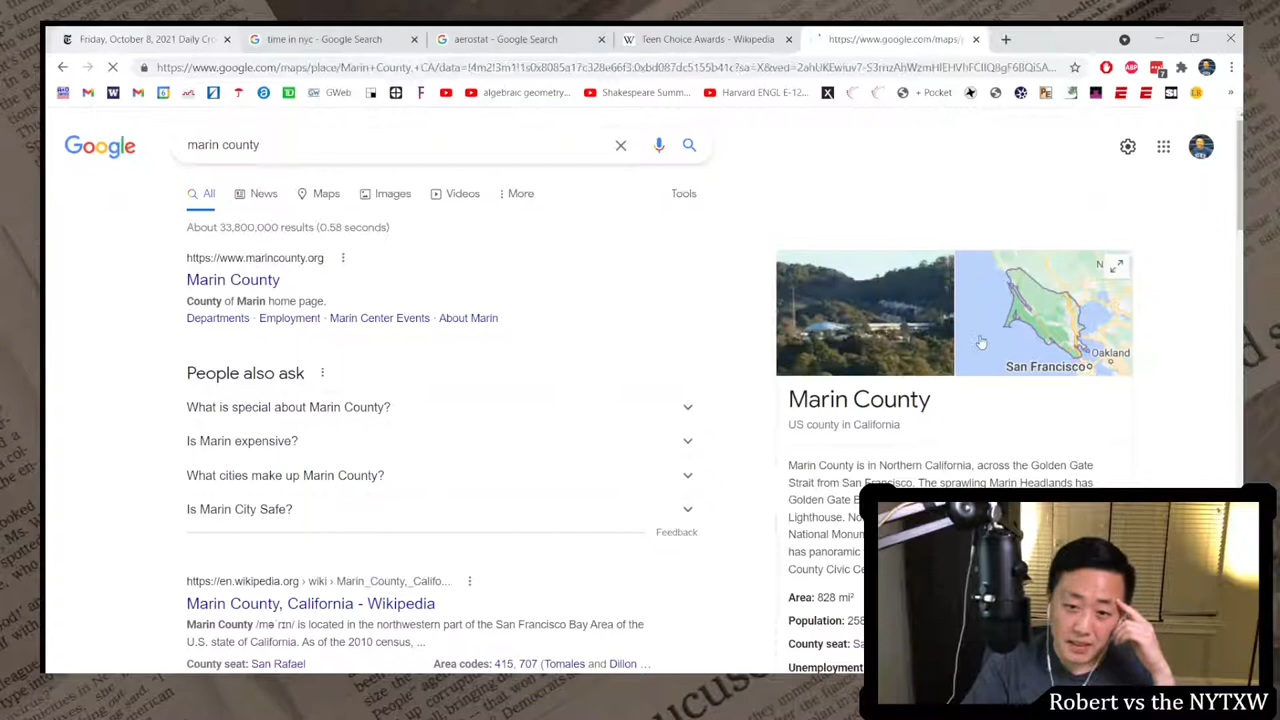 Friday, October 8, 2021 Daily Cro
time in nyc - Google Search
aerostat - Google Search
Teen Choice Awards - Wikipedia
https://www.google.com/maps/
GWeb
algebraic geometry...
Shakespeare Summ...
Harvard ENGL E-12...
+ Pocket
Google
marin county
All
News
Maps
Images
Videos
More
Tools
About 33,800,000 results (0.58 seconds)
https://www.marincounty.org
Marin County
County of Marin home page.
Departments · Employment · Marin Center Events · About Marin
People also ask
What is special about Marin County?
Is Marin expensive?
What cities make up Marin County?
Is Marin City Safe?
Feedback
https://en.wikipedia.org › wiki › Marin_County,_Califo...
Marin County, California - Wikipedia
Marin County /məˈrɪn/ is located in the northwestern part of the San Francisco Bay Area of the
U.S. state of California. As of the 2010 census, ...
County seat: San Rafael
Area codes: 415, 707 (Tomales and Dillon ...
San Francisco
Oakland
Marin County
US county in California
Marin County is in Northern California, across the Golden Gate
Strait from San Francisco. The sprawling Marin Headlands has
Golden Gate B
Lighthouse. No
National Monum
has panoramic
County Civic Ce
Area: 828 mi²
Population: 258
County seat: Sa
Unemployment
Robert vs the NYTXW